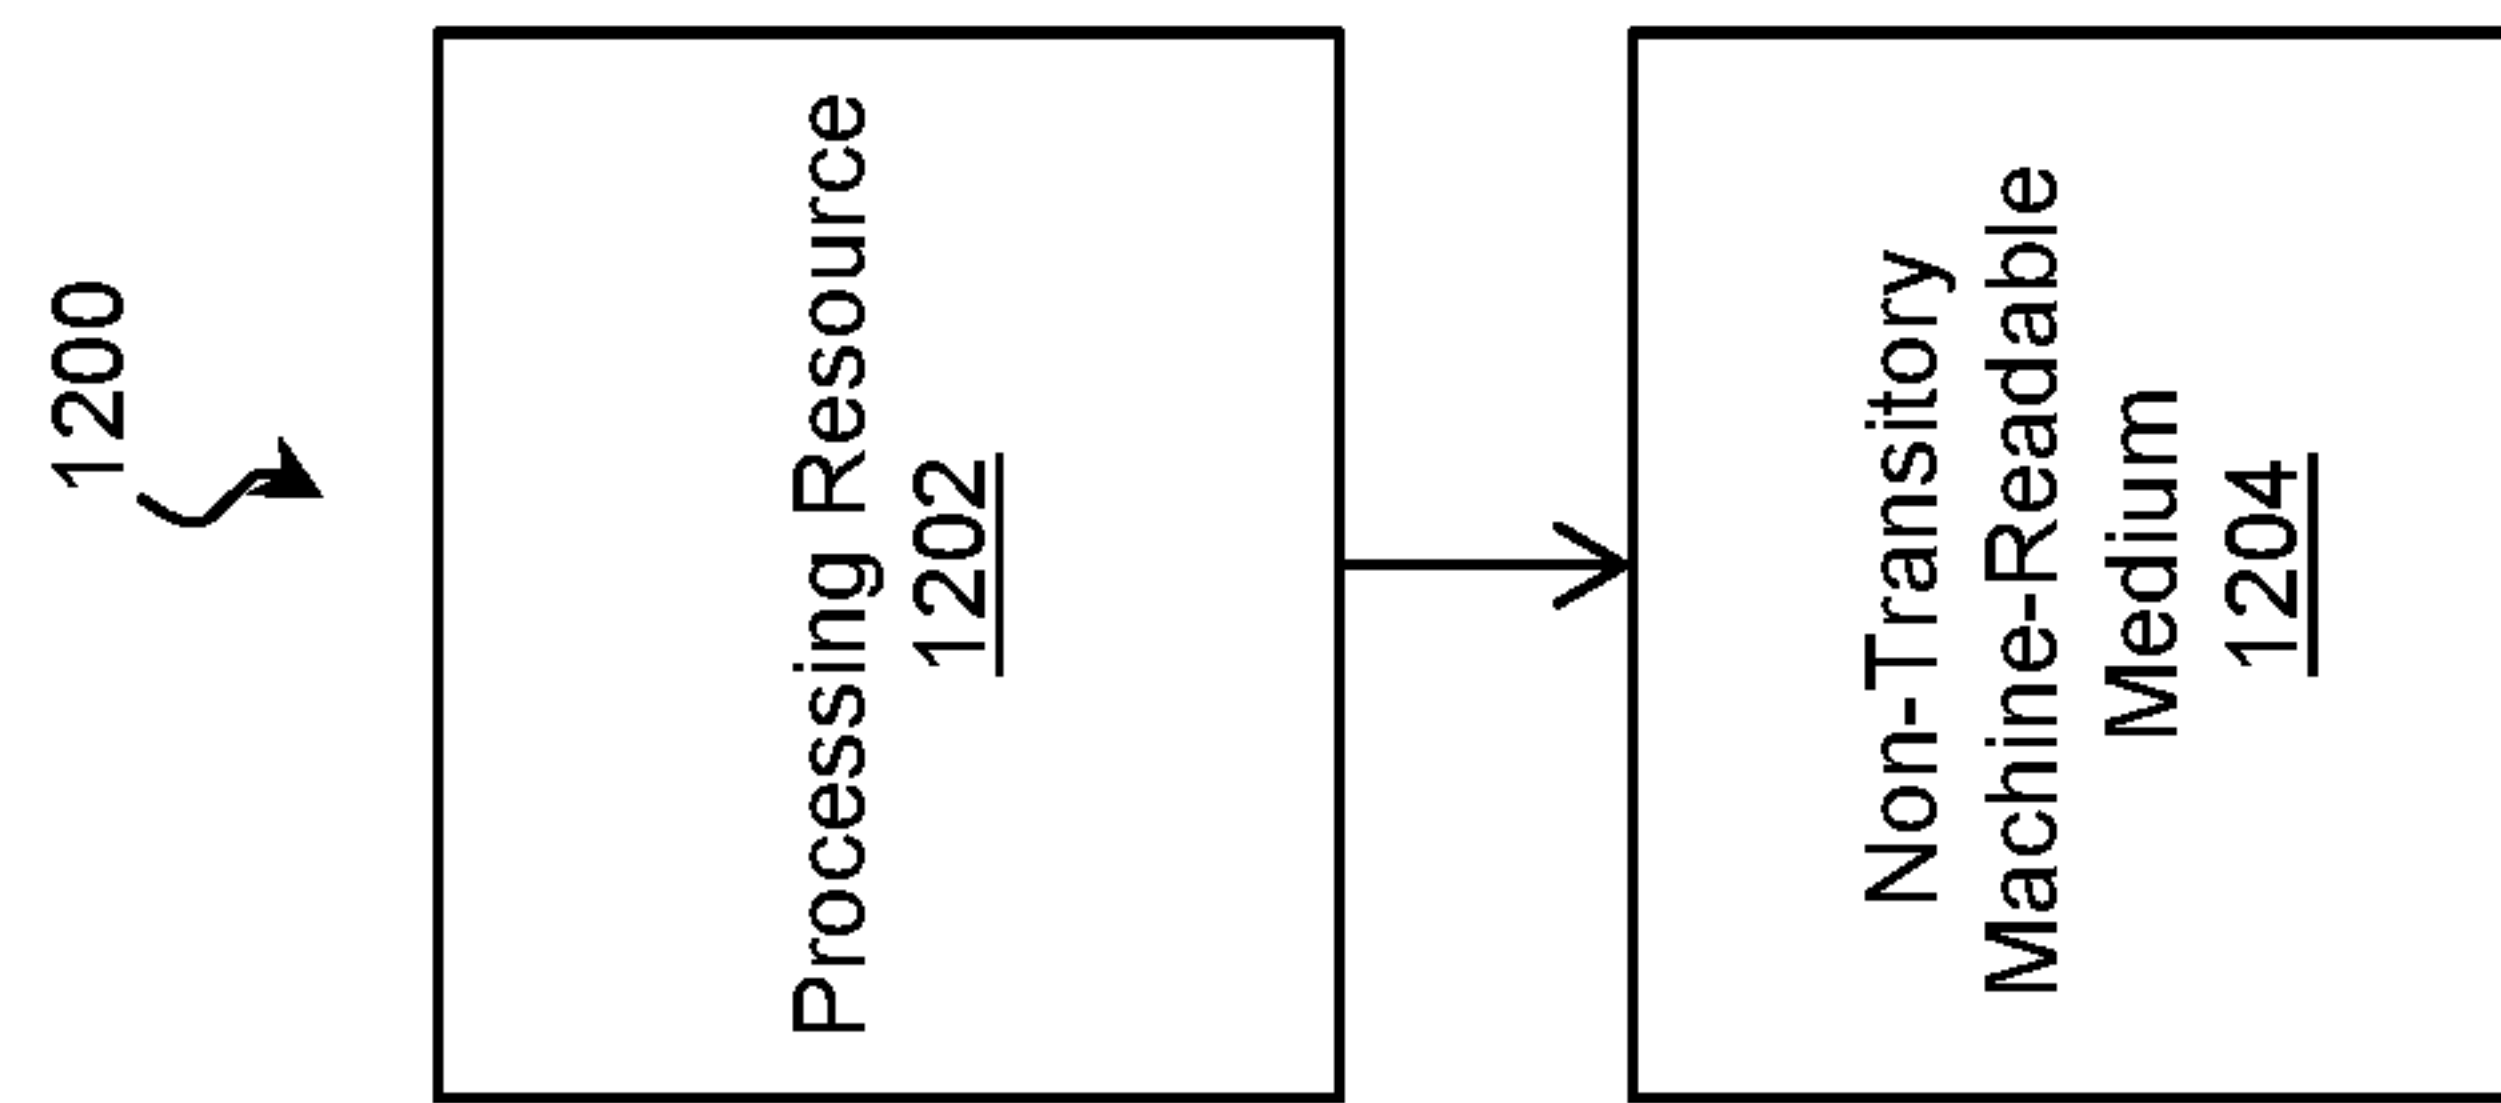 1200
Processing Resource
1202
Non-Transitory
Machine-Readable
Medium
1204